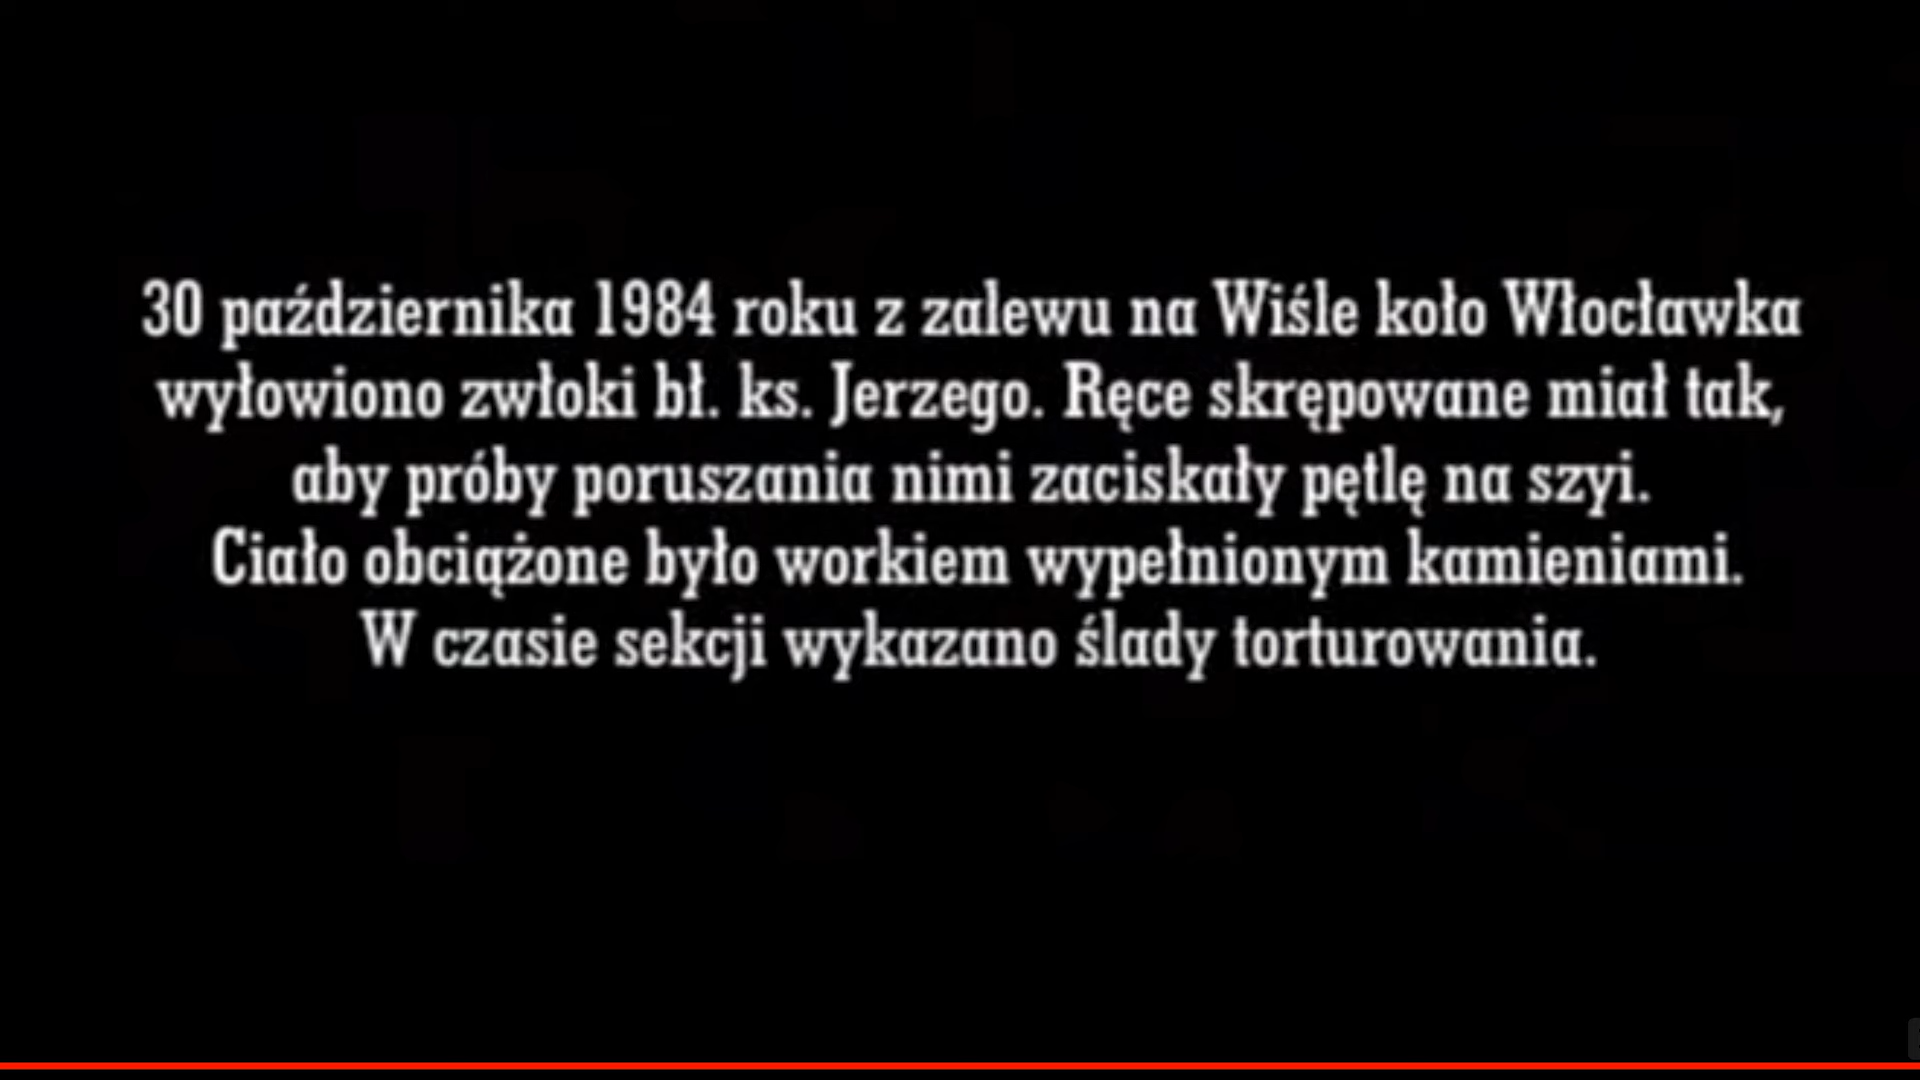 30 października 1984 roku z zalewu na Wiśle koło Włocławka
wyłowiono zwłoki bł. ks. Jerzego. Ręce skrępowane miał tak,
aby próby poruszania nimi zaciskały pętlę na szyi.
Ciało obciążone było workiem wypełnionym kamieniami.
W czasie sekcji wykazano ślady torturowania.